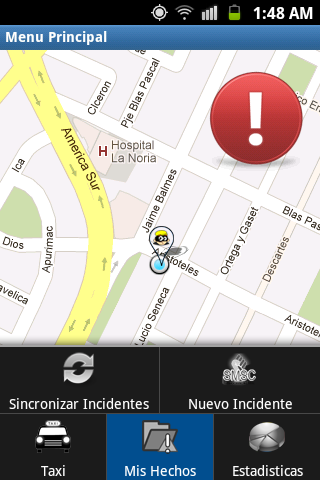 1:48 AM
Menu Principal
Ciceron
Pje Blas Pascal
America Sur
H Hospital
La Noria
Ica
Jaime Balmes
Blas Pas
Dios
Apurimac
Ortega y Gaset
Descartes
Aristoteles
avelica
Lucio Seneca
Aristote
Sincronizar Incidentes
SMSC
Nuevo Incidente
TAXI
Taxi
Mis Hechos
Estadisticas